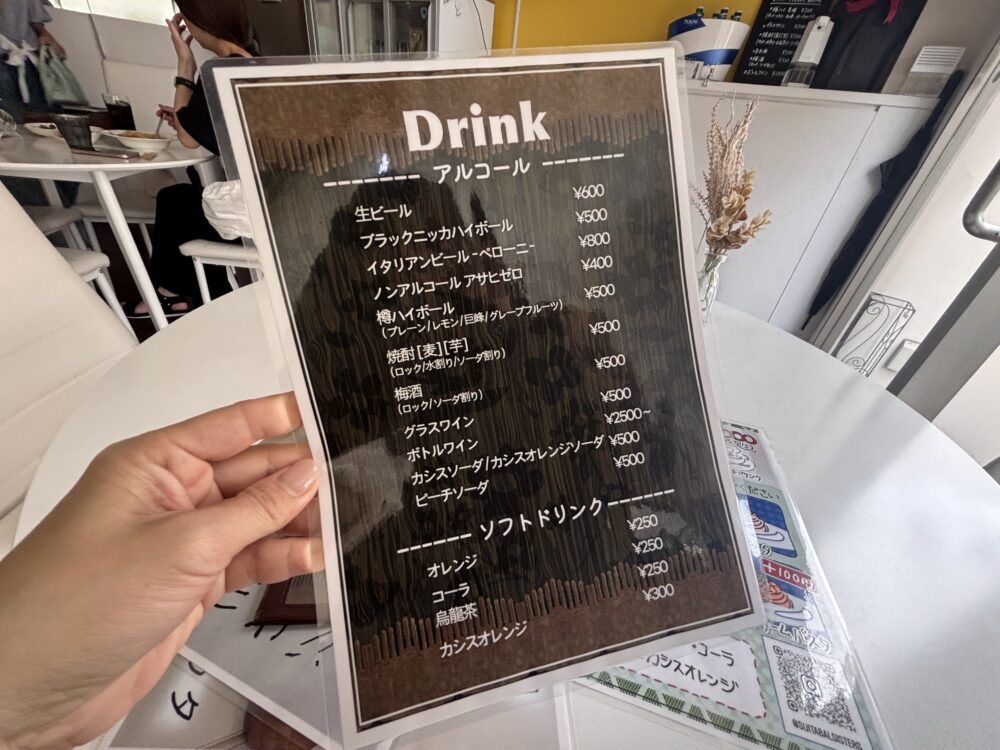 Drink
アルコール
生ビール ¥600
ブラックニッカハイボール ¥500
イタリアンビール -ペローニ- ¥800
ノンアルコール アサヒゼロ ¥400
樽ハイボール ¥500
(プレーン/レモン/巨峰/グレープフルーツ)
焼酎 [麦] [芋] ¥500
(ロック/水割り/ソーダ割り)
梅酒 ¥500
(ロック/ソーダ割り)
グラスワイン ¥500
ボトルワイン ¥2500~
カシスソーダ/カシスオレンジソーダ ¥500
ピーチソーダ ¥500
ソフトドリンク
オレンジ ¥250
コーラ ¥250
烏龍茶 ¥250
カシスオレンジ ¥300
ください
+100円
コーラ
カシスオレンジ
@SUITABALSISTERS